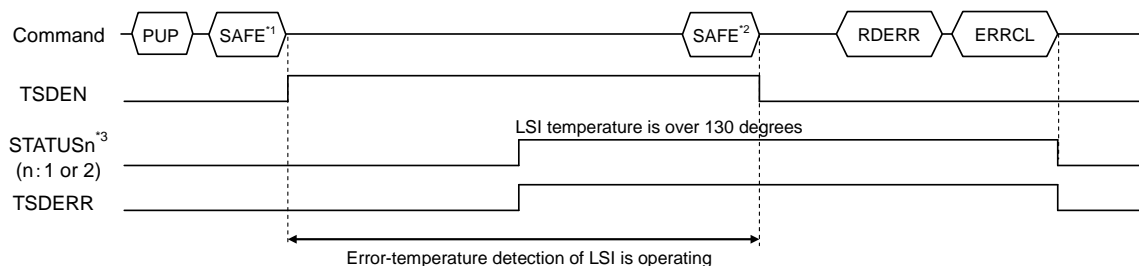 Command PUP SAFE*1 SAFE*2 RDERR ERRCL
TSDEN
LSI temperature is over 130 degrees
STATUSn*3
(n: 1 or 2)
TSDERR
Error-temperature detection of LSI is operating